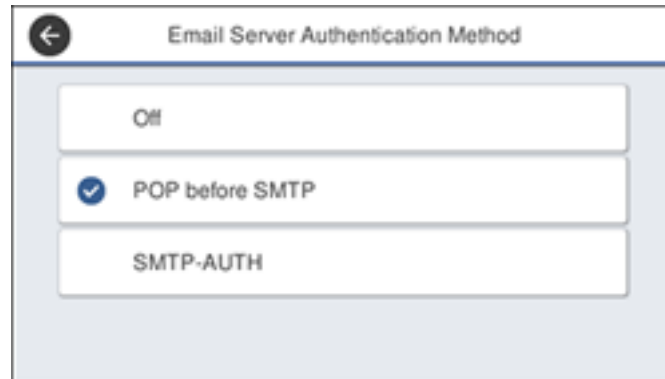 Email Server Authentication Method
Off
POP before SMTP
SMTP-AUTH